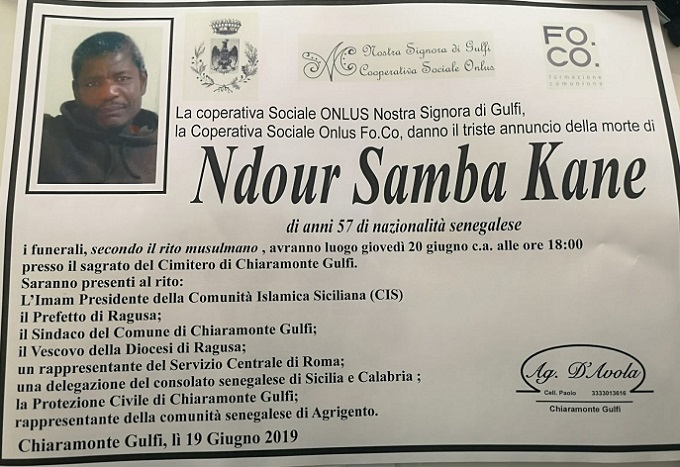 Nostra Signora di Gulfi
Cooperativa Sociale Onlus
FO.
CO.
formazione
comunione
La coperativa Sociale ONLUS Nostra Signora di Gulfi,
la Coperativa Sociale Onlus Fo.Co, danno il triste annuncio della morte di
Ndour Samba Kane
di anni 57 di nazionalità senegalese
i funerali, secondo il rito musulmano , avranno luogo giovedì 20 giugno c.a. alle ore 18:00
presso il sagrato del Cimitero di Chiaramonte Gulfi.
Saranno presenti al rito:
L'Imam Presidente della Comunità Islamica Siciliana (CIS)
il Prefetto di Ragusa;
il Sindaco del Comune di Chiaramonte Gulfi;
il Vescovo della Diocesi di Ragusa;
un rappresentante del Servizio Centrale di Roma;
una delegazione del consolato senegalese di Sicilia e Calabria ;
la Protezione Civile di Chiaramonte Gulfi;
rappresentante della comunità senegalese di Agrigento.
Chiaramonte Gulfi, lì 19 Giugno 2019
Ag. D'Avola
Cell. Paolo 3333013616
Chiaramonte Gulfi